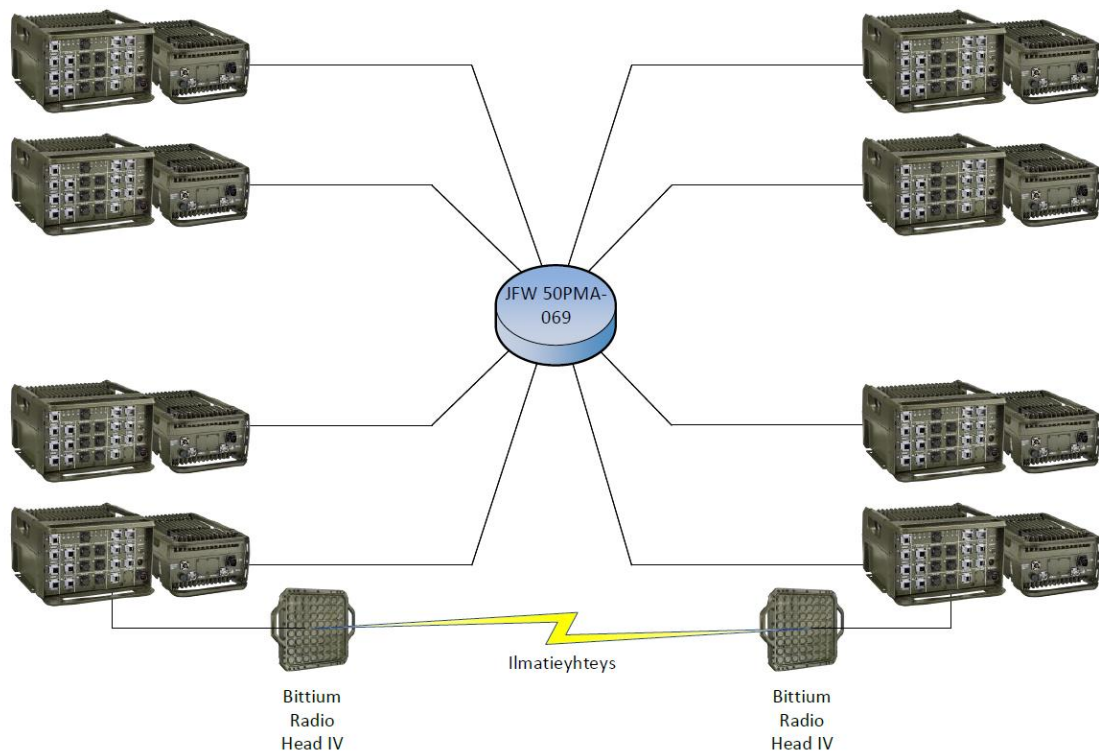 JFW 50PMA-
069
Ilmatieyhteys
Bittium
Radio
Head IV
Bittium
Radio
Head IV